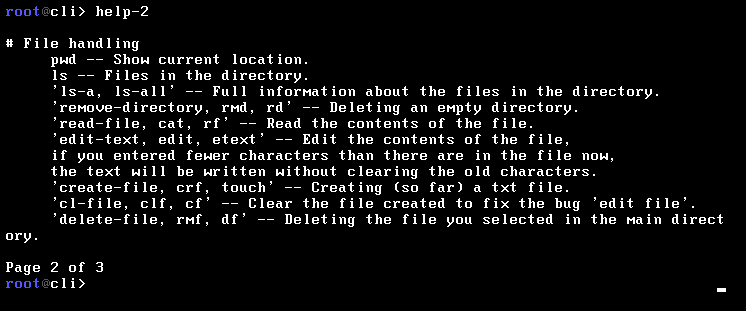 root@cli> help-2
# File handling
pwd -- Show current location.
ls -- Files in the directory.
'ls-a, ls-all' -- Full information about the files in the directory.
'remove-directory, rmd, rd' -- Deleting an empty directory.
'read-file, cat, rf' -- Read the contents of the file.
'edit-text, edit, etext' -- Edit the contents of the file,
if you entered fewer characters than there are in the file now,
the text will be written without clearing the old characters.
'create-file, crf, touch' -- Creating (so far) a txt file.
'cl-file, clf, cf' -- Clear the file created to fix the bug 'edit file'.
'delete-file, rmf, df' -- Deleting the file you selected in the main direct
ory.
Page 2 of 3
root@cli>